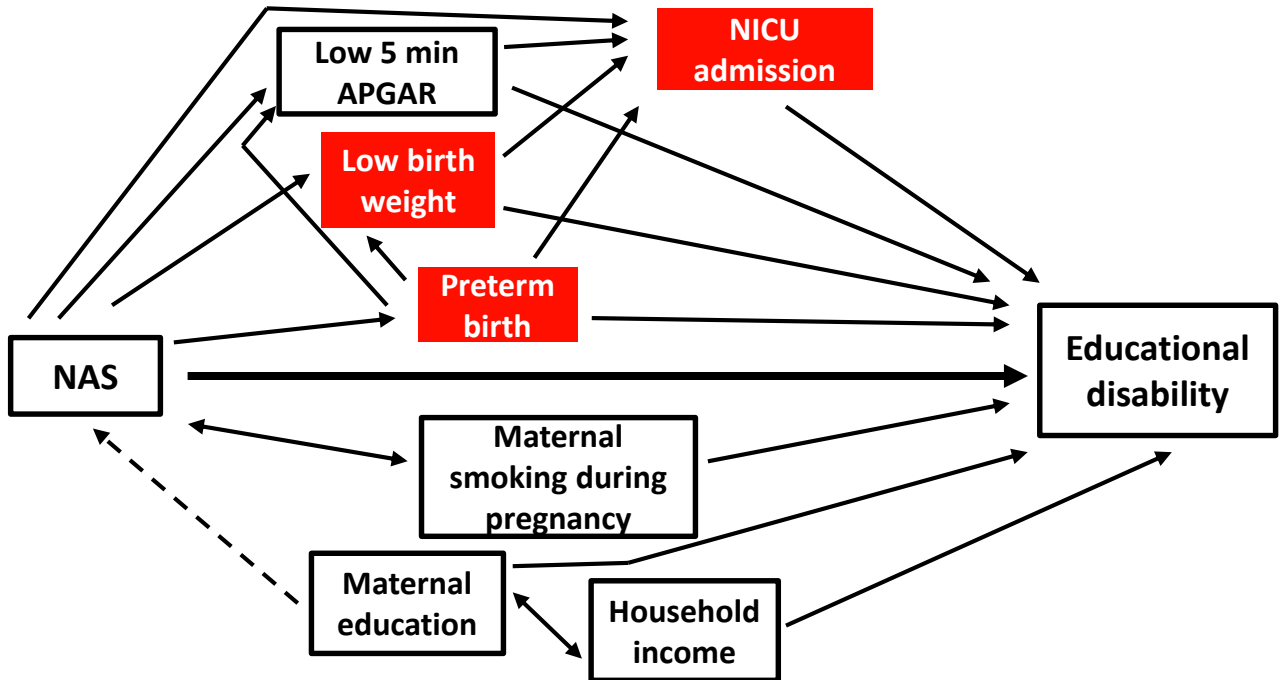 Low 5 min
APGAR
NICU
admission
Low birth
weight
Preterm
birth
NAS
Educational
disability
Maternal
smoking during
pregnancy
Maternal
education
Household
income